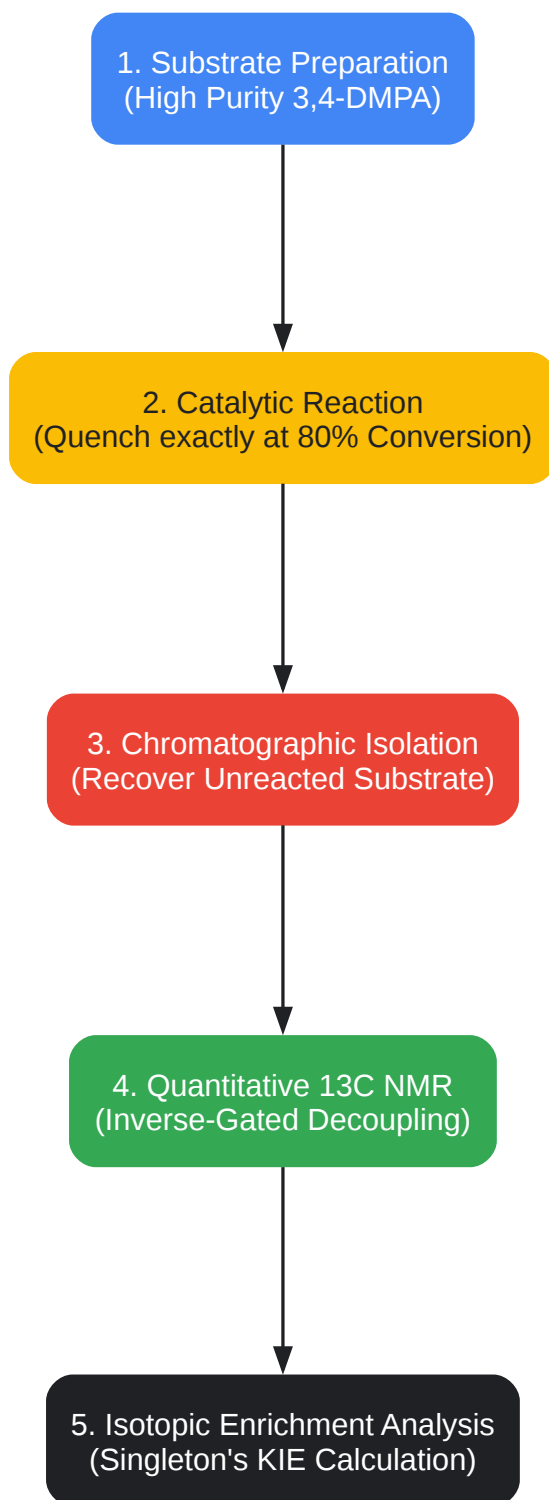 1. Substrate Preparation
(High Purity 3,4-DMPA)
2. Catalytic Reaction
(Quench exactly at 80% Conversion)
3. Chromatographic Isolation
(Recover Unreacted Substrate)
4. Quantitative 13C NMR
(Inverse-Gated Decoupling)
5. Isotopic Enrichment Analysis
(Singleton's KIE Calculation)